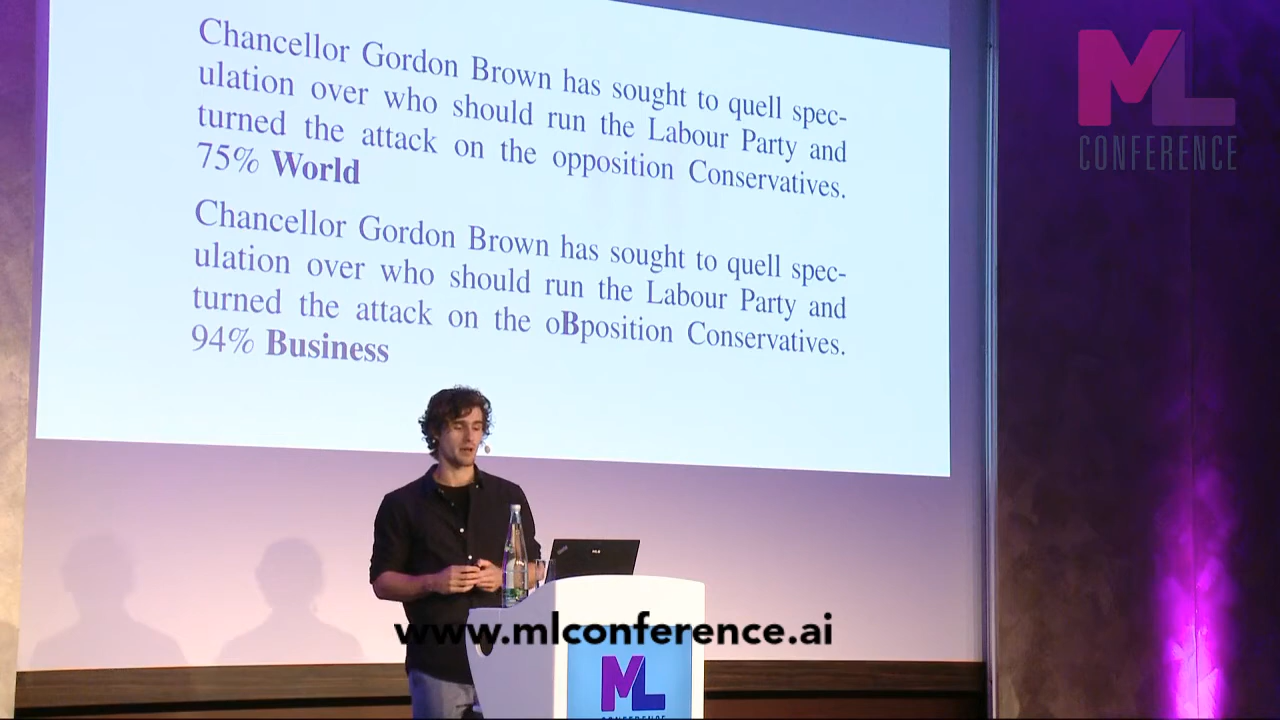 Chancellor Gordon Brown has sought to quell spec-
ulation over who should run the Labour Party and
turned the attack on the opposition Conservatives.
75% World
Chancellor Gordon Brown has sought to quell spec-
ulation over who should run the Labour Party and
turned the attack on the oBposition Conservatives.
94% Business
ML
CONFERENCE
www.mlconference.ai
ML
CONFERENCE